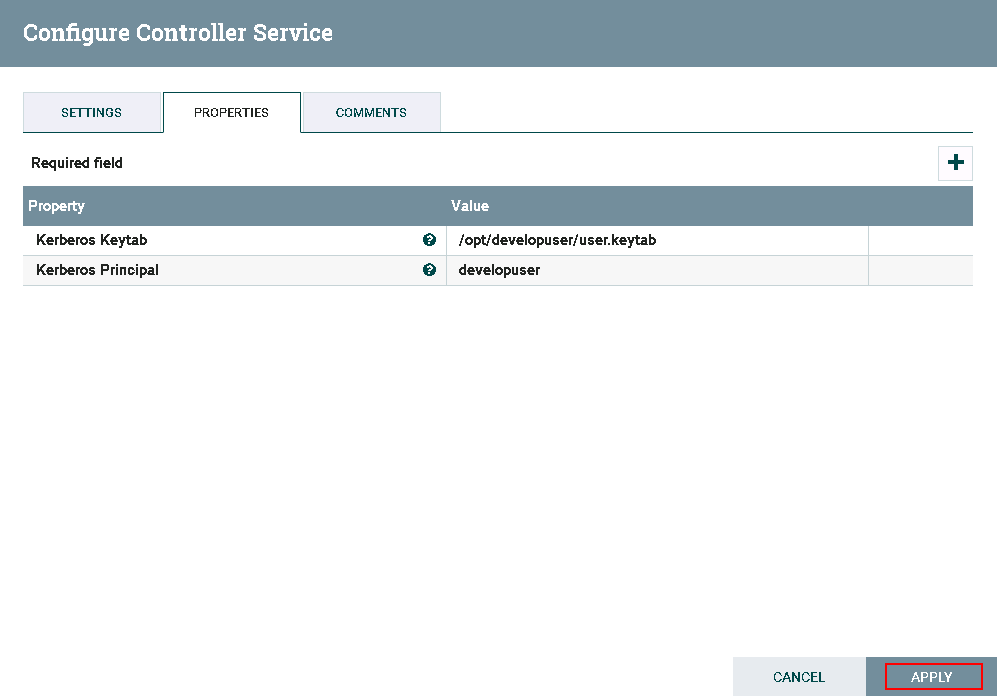 Configure Controller Service
SETTINGS PROPERTIES COMMENTS
Required field
Property Value
Kerberos Keytab /opt/developuser/user.keytab
Kerberos Principal developuser
CANCEL APPLY